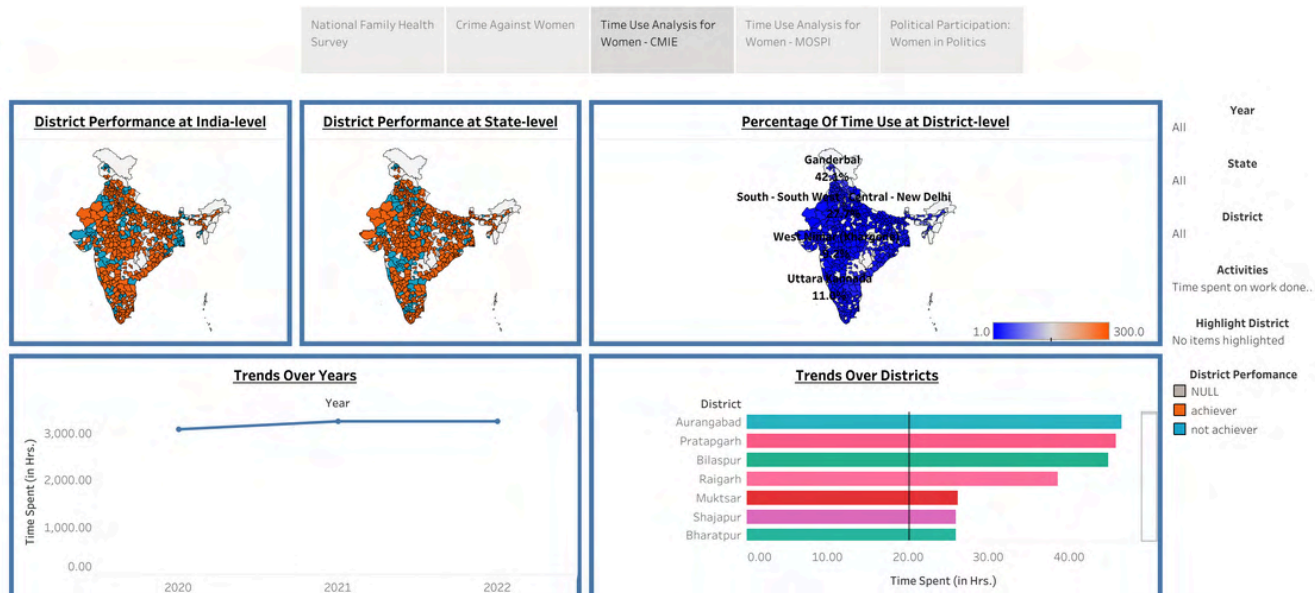 National Family Health
Survey
Crime Against Women
Time Use Analysis for
Women - CMIE
Time Use Analysis for
Women - MOSPI
Political Participation:
Women in Politics
District Performance at India-level
District Performance at State-level
Percentage Of Time Use at District-level
Ganderbal
42.1%
South - South West - Central - New Delhi
Uttara Kannada
1.0
300.0
Year
All
State
All
District
All
Activities
Time spent on work done..
Highlight District
No items highlighted
District Perfomance
NULL
achiever
not achiever
Trends Over Years
Year
Time Spent (in Hrs.)
3,000.00
2,000.00
1,000.00
0.00
2020
2021
2022
Trends Over Districts
District
Aurangabad
Pratapgarh
Bilaspur
Raigarh
Muktsar
Shajapur
Bharatpur
0.00
10.00
20.00
30.00
40.00
Time Spent (in Hrs.)